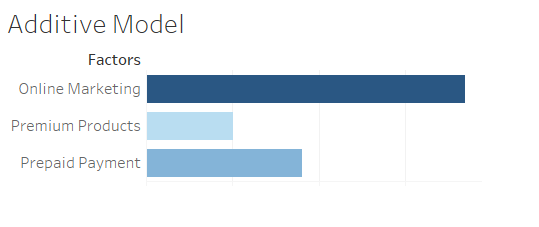 Additive Model
Factors
Online Marketing
Premium Products
Prepaid Payment